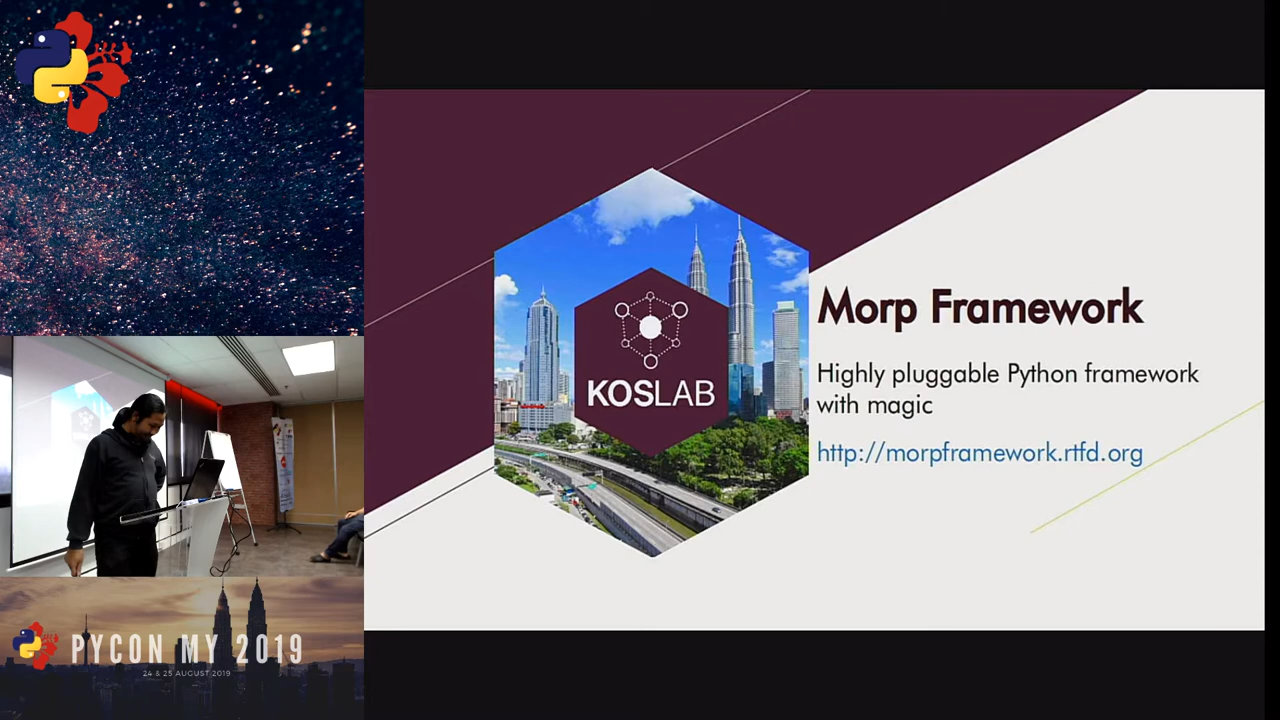 PYCON MY 2019
24 & 25 AUGUST 2019
KOSLAB
Morp Framework
Highly pluggable Python framework
with magic
http://morpframework.rtfd.org